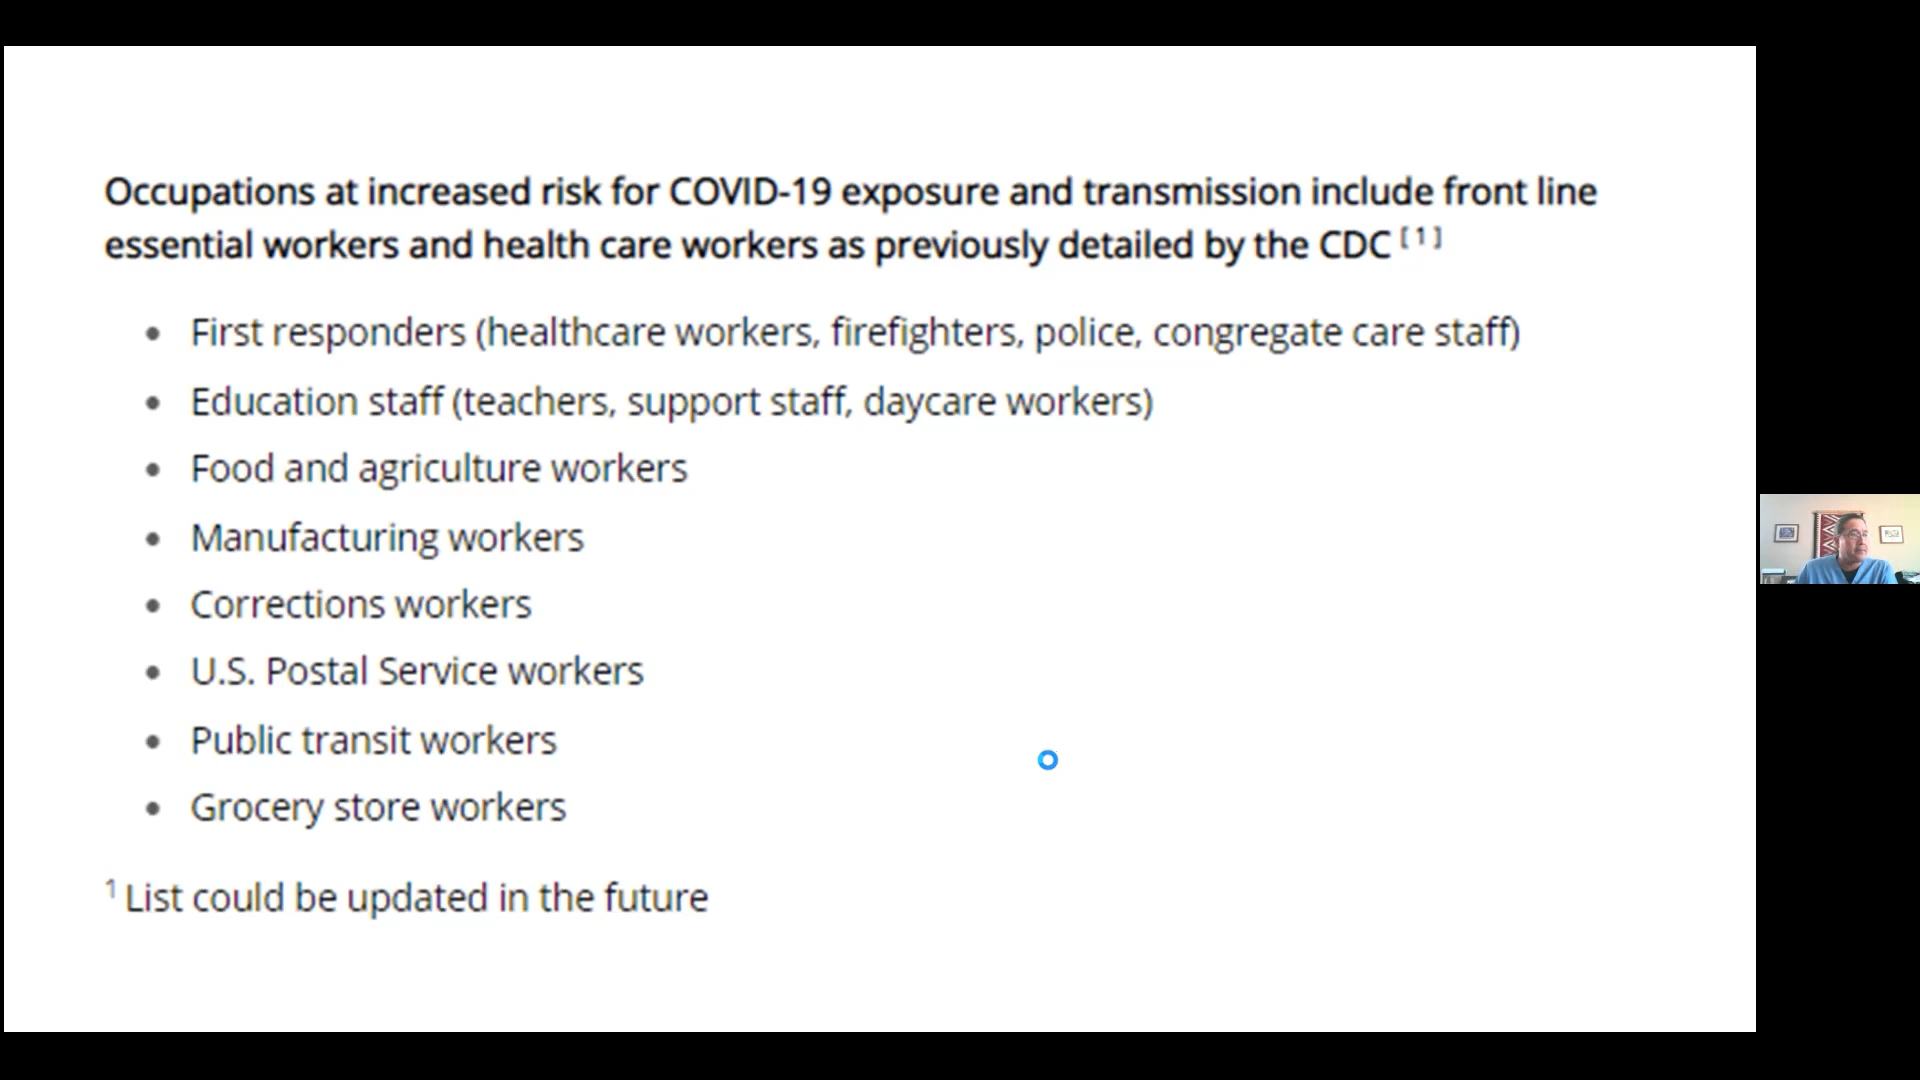 Occupations at increased risk for COVID-19 exposure and transmission include front line
essential workers and health care workers as previously detailed by the CDC [1]
• First responders (healthcare workers, firefighters, police, congregate care staff)
• Education staff (teachers, support staff, daycare workers)
• Food and agriculture workers
• Manufacturing workers
• Corrections workers
• U.S. Postal Service workers
• Public transit workers
• Grocery store workers
1 List could be updated in the future